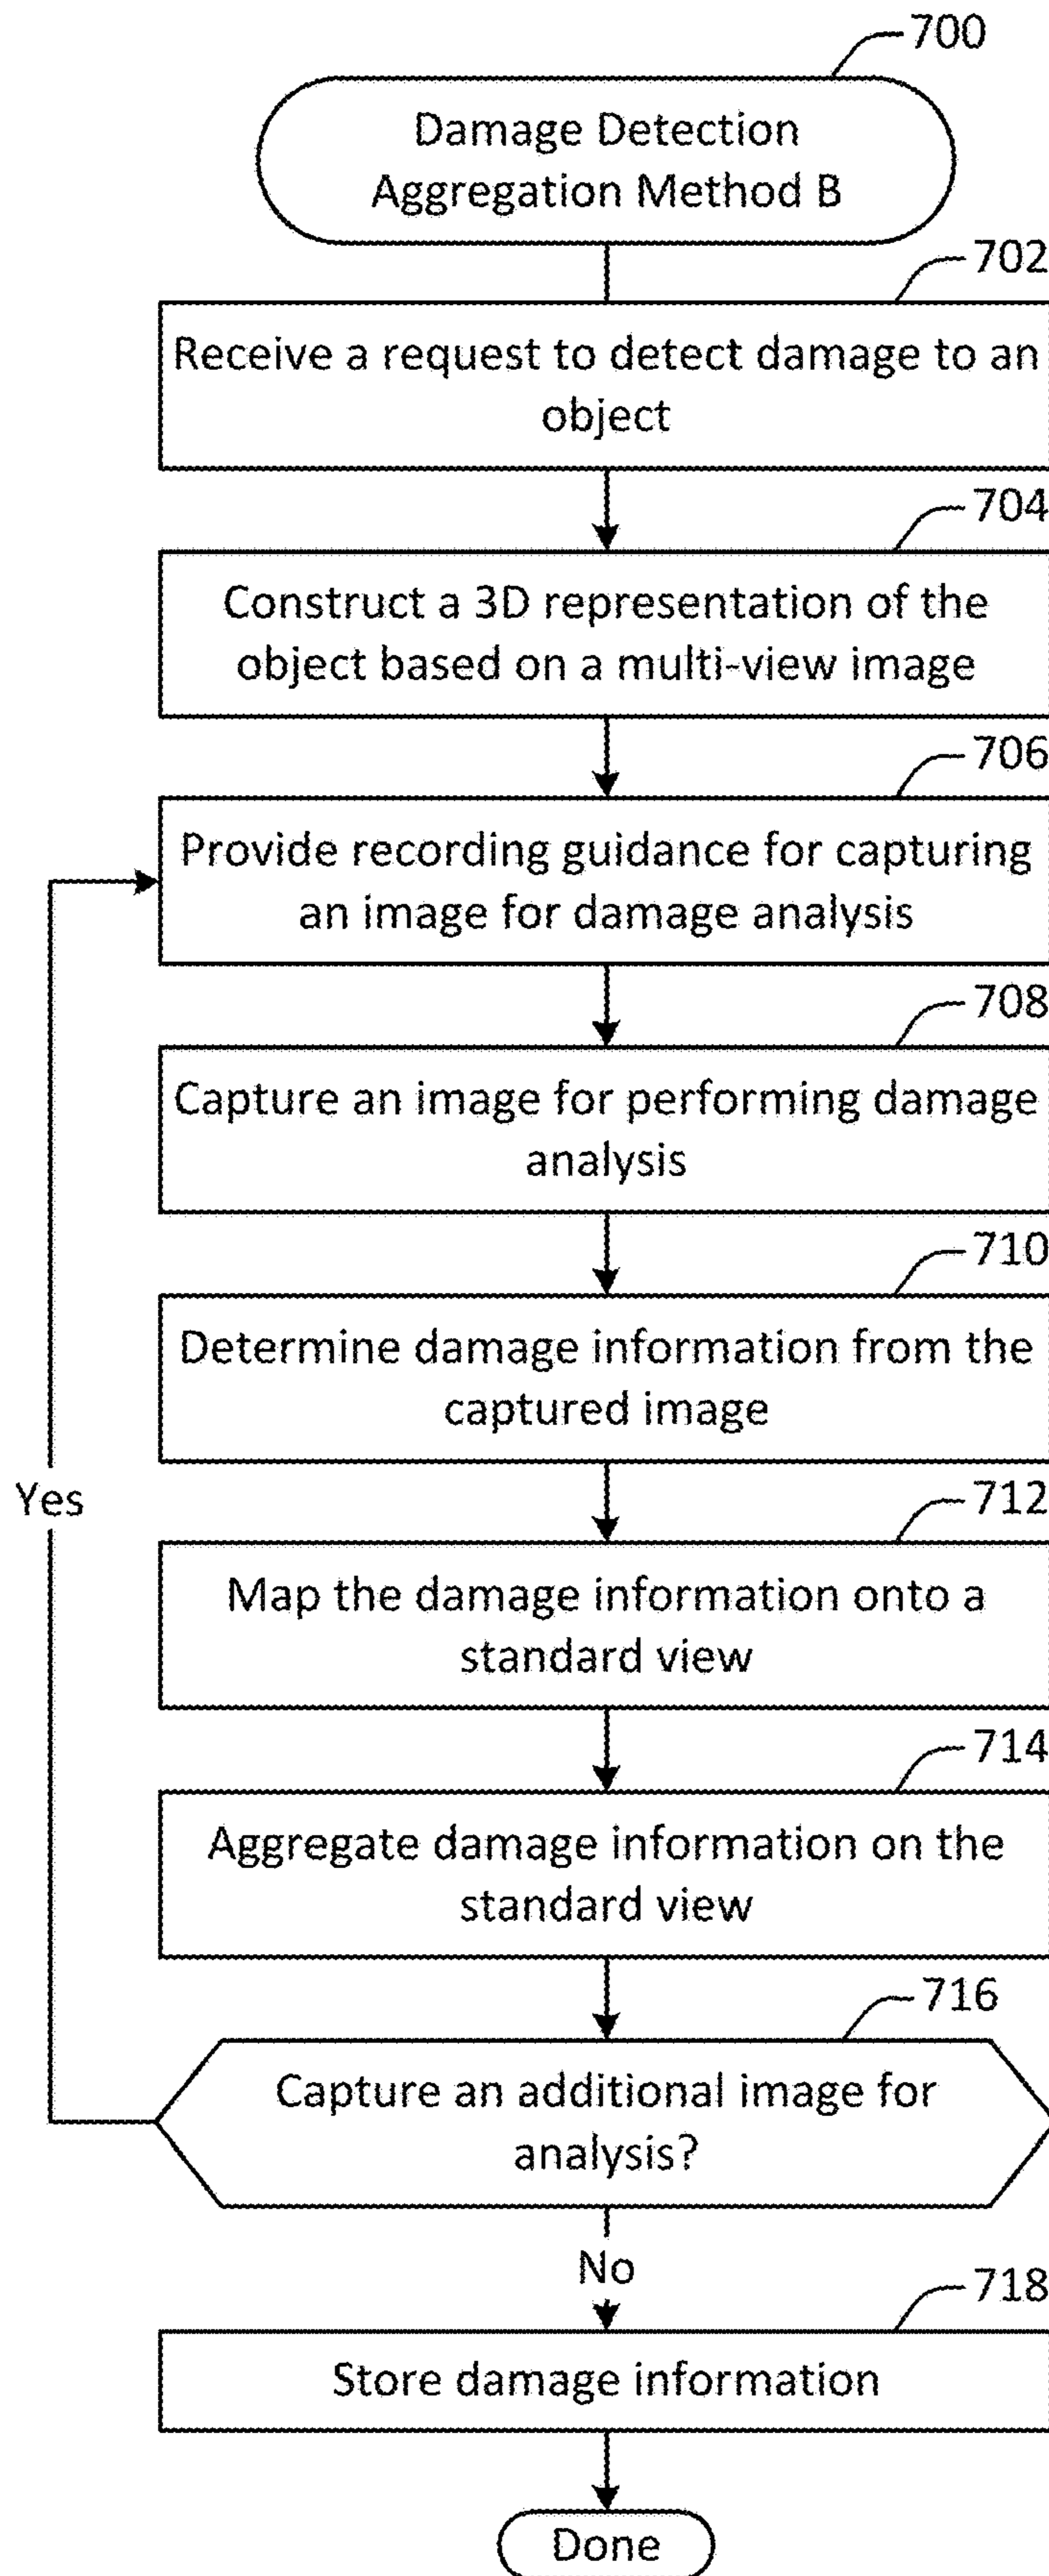 700
Damage Detection
Aggregation Method B
702
Receive a request to detect damage to an
object
704
Construct a 3D representation of the
object based on a multi-view image
706
Provide recording guidance for capturing
an image for damage analysis
708
Capture an image for performing damage
analysis
710
Determine damage information from the
captured image
Yes
712
Map the damage information onto a
standard view
714
Aggregate damage information on the
standard view
716
Capture an additional image for
analysis?
No
718
Store damage information
Done